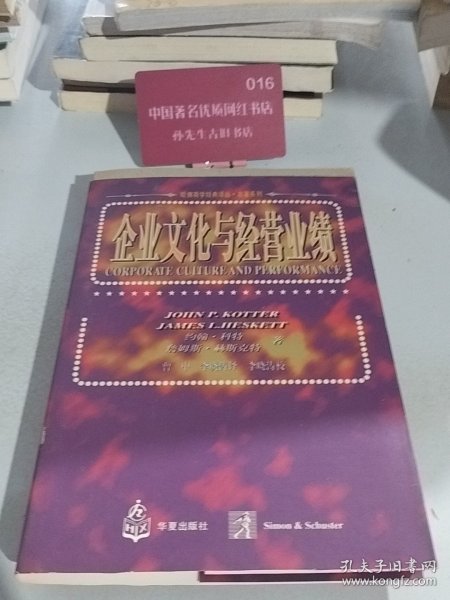 016
中国著名优质网红书店
孙先生古旧书店
企业文化与经营业绩
CORPORATE CULTURE AND PERFORMANCE
JOHN P. KOTTER
JAMES L. HESKETT
约翰·科特
詹姆斯·赫斯克特
著
HX
华夏出版社
Simon & Schuster
孔夫子旧书网
www.kongfz.com